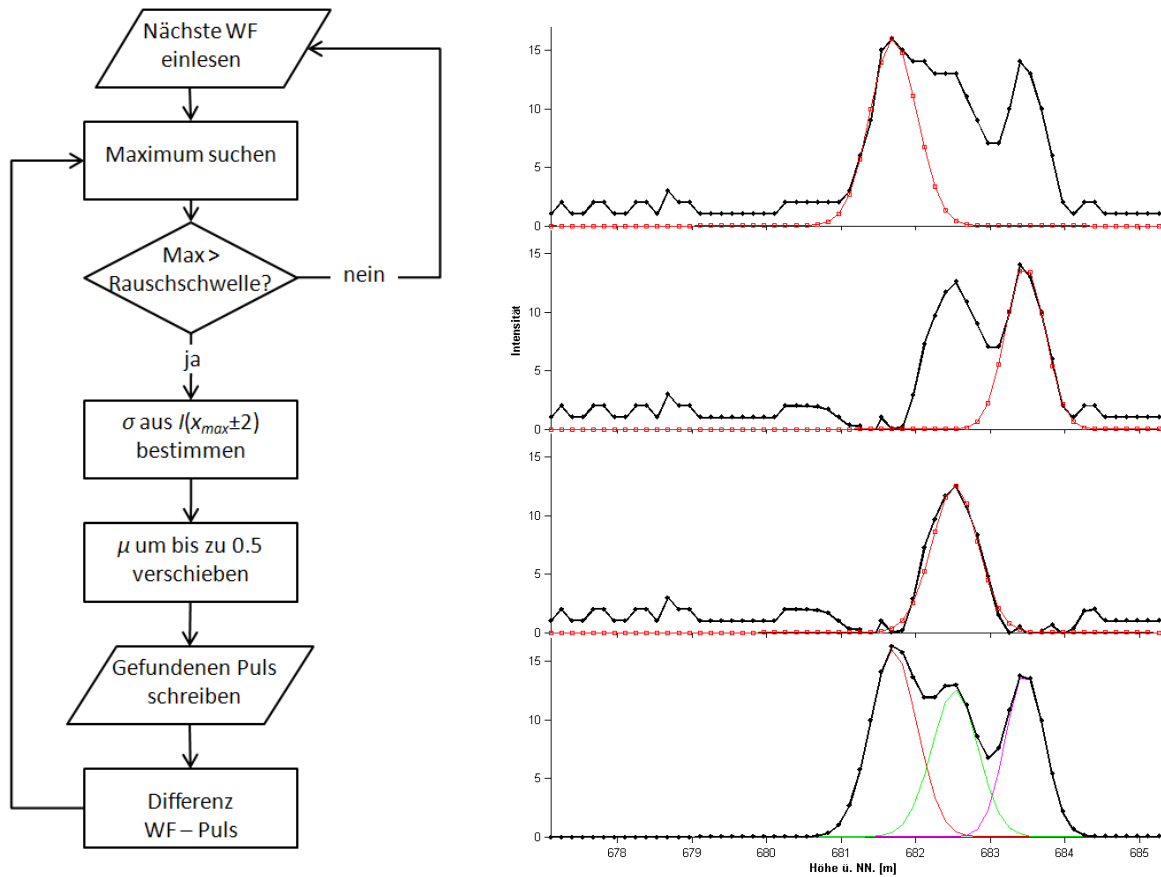 Nächste WF
einlesen
Maximum suchen
Max >
Rauschschwelle?
nein
ja
σ aus I(xmax±2)
bestimmen
μ um bis zu 0.5
verschieben
Gefundenen Puls
schreiben
Differenz
WF – Puls
15
10
5
0
15
10
5
0
15
10
5
0
15
10
5
0
Intensität
678 679 680 681 682 683 684 685
Höhe ü. NN. [m]